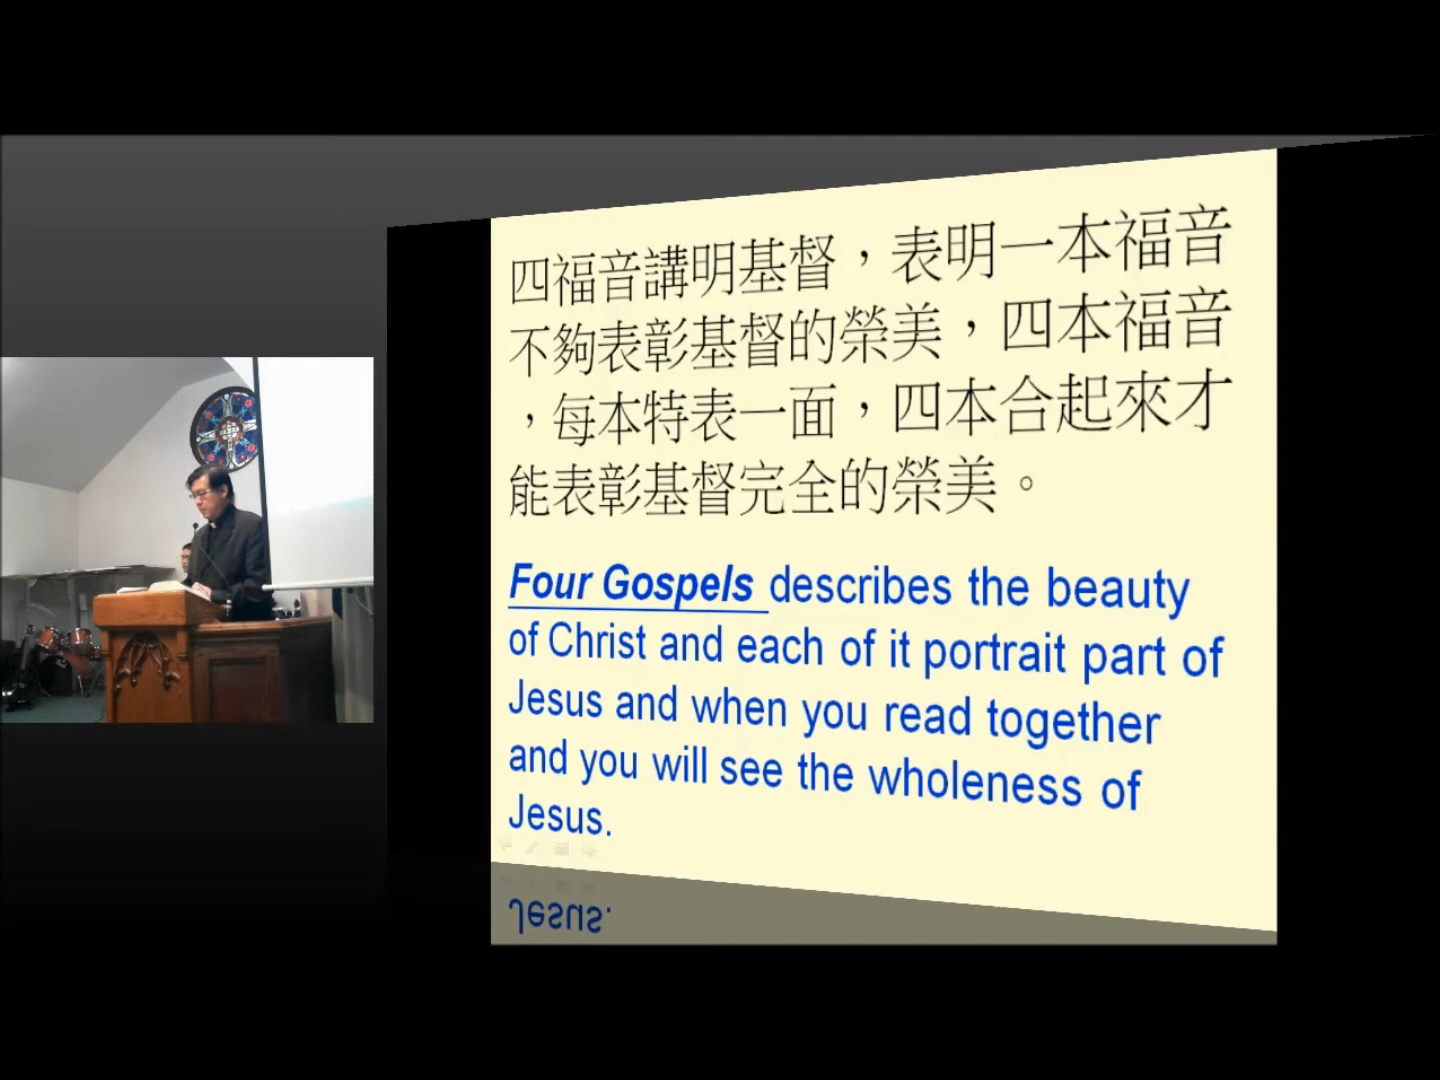 四福音講明基督，表明一本福音
不夠表彰基督的榮美，四本福音
，每本特表一面，四本合起來才
能表彰基督完全的榮美。
Four Gospels describes the beauty
of Christ and each of it portrait part of
Jesus and when you read together
and you will see the wholeness of
Jesus.